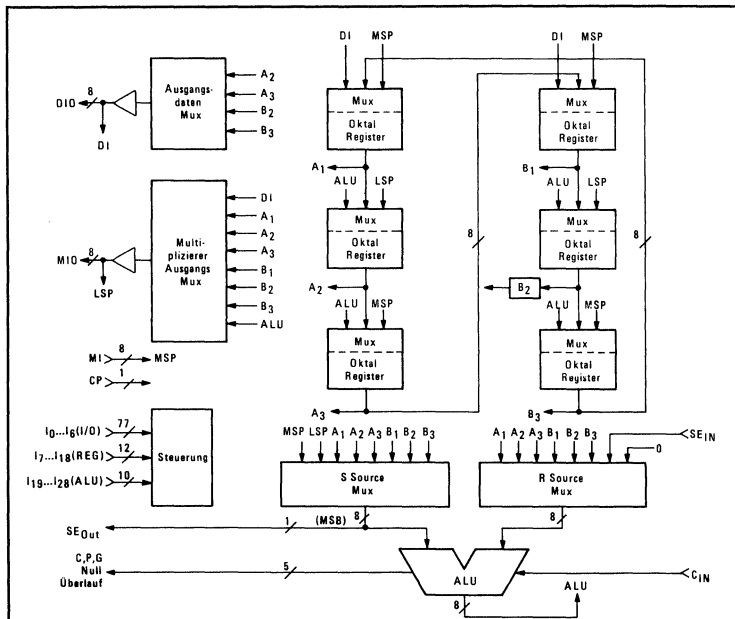 DI MSP DI MSP
Ausgangs-
daten
Mux
A2
A3
B2
B3
DIO 8
DI
Mux
Oktal
Register
Mux
Oktal
Register
A1
ALU LSP
B1
ALU LSP
Multi-
plizierer
Ausgangs
Mux
DI
A1
A2
A3
B1
B2
B3
ALU
MIO 8
LSP
Mux
Oktal
Register
Mux
Oktal
Register
8
8
A2
ALU MSP
B2
ALU MSP
Mux
Oktal
Register
Mux
Oktal
Register
MI 8 MSP
CP 1
A3
B3
I0...I6(I/O) 77
I7...I18(REG) 12
I19...I28(ALU) 10
Steuerung
MSP LSP A1 A2 A3 B1 B2 B3
A1 A2 A3 B1 B2 B3
SEIN
0
S Source
Mux
R Source
Mux
SEOut 1 (MSB) 8
8
C,P,G
Null
Überlauf
5
ALU
CIN
8
ALU